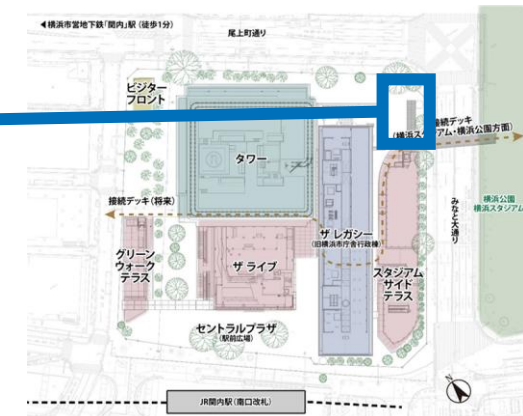 ◀横浜市営地下鉄「関内」駅（徒歩1分）
尾上町通り
ビジター
フロント
タワー
接続デッキ
（横浜スタジアム・横浜公園方面）
接続デッキ（将来）
ザ レガシー
（旧横浜市庁舎行政棟）
みなと大通り
横浜公園
横浜スタジアム
グリーン
ウォーク
テラス
ザ ライブ
スタジアム
サイド
テラス
セントラルプラザ
（駅前広場）
JR関内駅（南口改札）